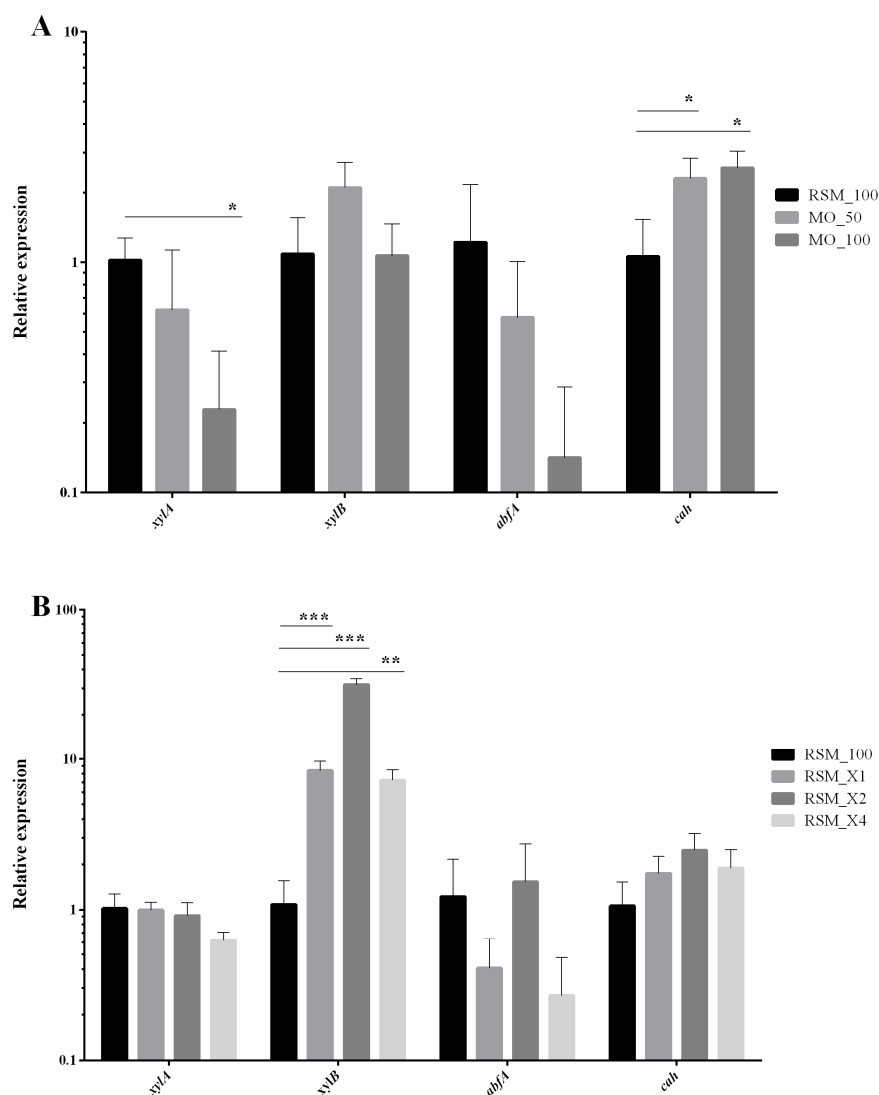 A
10
1
0.1
Relative expression
*
*
*
xylA
xylB
abfA
cah
RSM_100
MO_50
MO_100
B
100
10
1
0.1
Relative expression
***
***
**
xylA
xylB
abfA
cah
RSM_100
RSM_X1
RSM_X2
RSM_X4